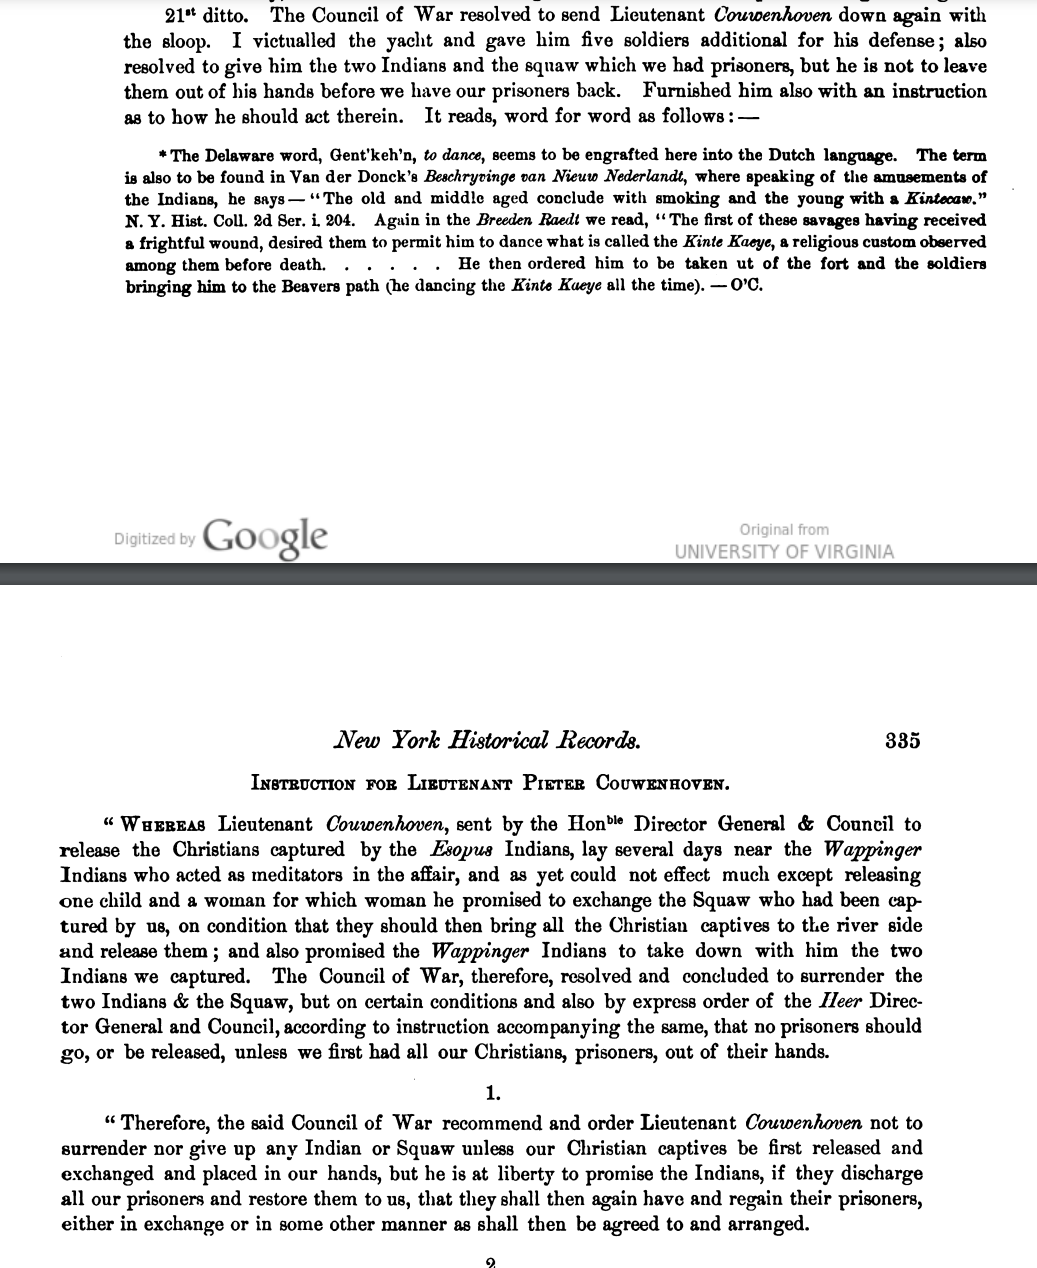 21st ditto. The Council of War resolved to send Lieutenant Couwenhoven down again with
the sloop. I victualled the yacht and gave him five soldiers additional for his defense; also
resolved to give him the two Indians and the squaw which we had prisoners, but he is not to leave
them out of his hands before we have our prisoners back. Furnished him also with an instruction
as to how he should act therein. It reads, word for word as follows:—
* The Delaware word, Gent'keh'n, to dance, seems to be engrafted here into the Dutch language. The term
is also to be found in Van der Donck's Beschryvinge van Nieuw Nederlandt, where speaking of the amusements of
the Indians, he says— “The old and middle aged conclude with smoking and the young with a Kintecaw.”
N. Y. Hist. Coll. 2d Ser. i. 204. Again in the Breeden Raedt we read, “The first of these savages having received
a frightful wound, desired them to permit him to dance what is called the Kinte Kaeye, a religious custom observed
among them before death. . . . . . He then ordered him to be taken ut of the fort and the soldiers
bringing him to the Beavers path (he dancing the Kinte Kaeye all the time). — O'C.
Digitized by Google
Original from
UNIVERSITY OF VIRGINIA
New York Historical Records. 335
INSTRUCTION FOR LIEUTENANT PIETER COUWENHOVEN.
“WHEREAS Lieutenant Couwenhoven, sent by the Honble Director General & Council to
release the Christians captured by the Esopus Indians, lay several days near the Wappinger
Indians who acted as meditators in the affair, and as yet could not effect much except releasing
one child and a woman for which woman he promised to exchange the Squaw who had been cap-
tured by us, on condition that they should then bring all the Christian captives to the river side
and release them; and also promised the Wappinger Indians to take down with him the two
Indians we captured. The Council of War, therefore, resolved and concluded to surrender the
two Indians & the Squaw, but on certain conditions and also by express order of the Heer Direc-
tor General and Council, according to instruction accompanying the same, that no prisoners should
go, or be released, unless we first had all our Christians, prisoners, out of their hands.
1.
“Therefore, the said Council of War recommend and order Lieutenant Couwenhoven not to
surrender nor give up any Indian or Squaw unless our Christian captives be first released and
exchanged and placed in our hands, but he is at liberty to promise the Indians, if they discharge
all our prisoners and restore them to us, that they shall then again have and regain their prisoners,
either in exchange or in some other manner as shall then be agreed to and arranged.